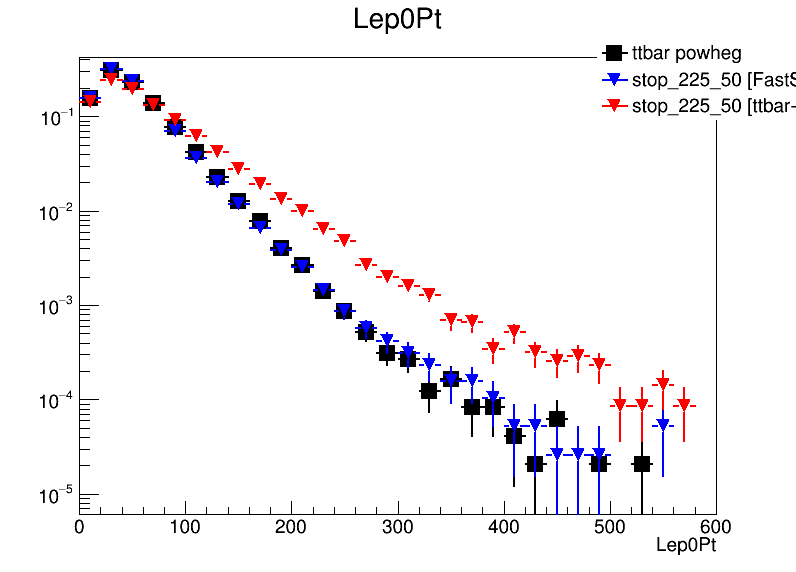 Lep0Pt
ttbar powheg
stop_225_50 [FastS
stop_225_50 [ttbar-
10⁻¹
10⁻²
10⁻³
10⁻⁴
10⁻⁵
0 100 200 300 400 500 600
Lep0Pt